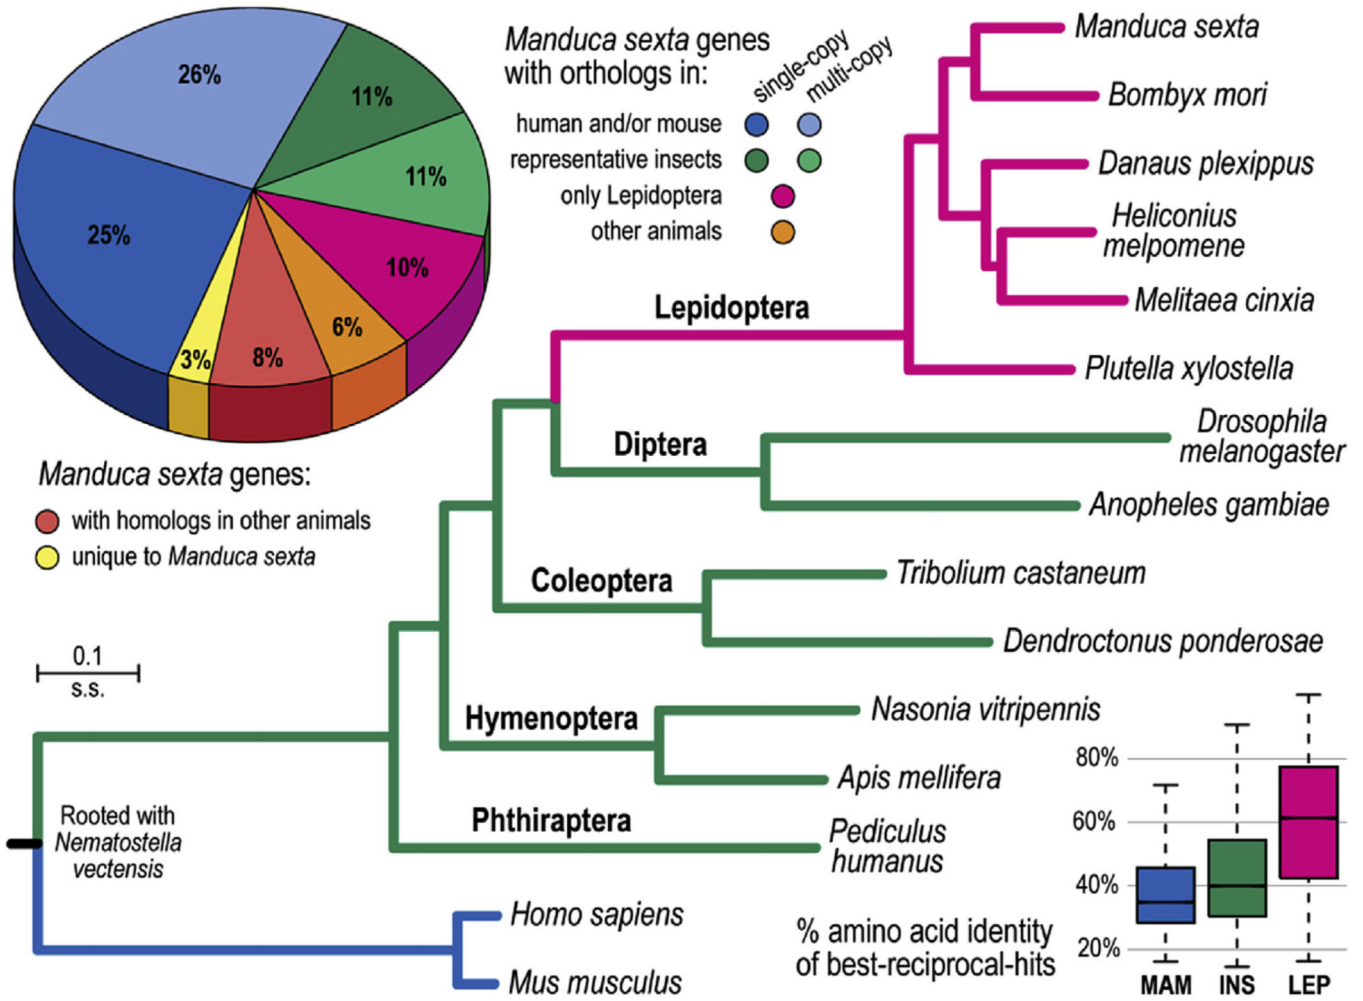 26%
11%
11%
25%
10%
6%
8%
3%
Manduca sexta genes
with orthologs in:
single-copy
multi-copy
human and/or mouse
representative insects
only Lepidoptera
other animals
Manduca sexta genes:
with homologs in other animals
unique to Manduca sexta
0.1
s.s.
Rooted with
Nematostella
vectensis
Lepidoptera
Diptera
Coleoptera
Hymenoptera
Phthiraptera
Manduca sexta
Bombyx mori
Danaus plexippus
Heliconius
melpomene
Melitaea cinxia
Plutella xylostella
Drosophila
melanogaster
Anopheles gambiae
Tribolium castaneum
Dendroctonus ponderosae
Nasonia vitripennis
Apis mellifera
Pediculus
humanus
Homo sapiens
Mus musculus
% amino acid identity
of best-reciprocal-hits
80%
60%
40%
20%
MAM INS LEP